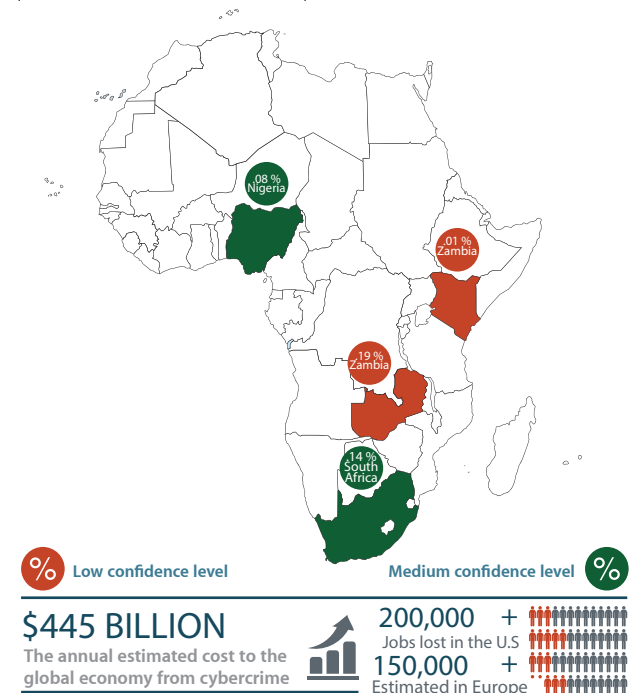 .08 %
Nigeria
.01 %
Zambia
.19 %
Zambia
.14 %
South
Africa
% Low confidence level
Medium confidence level %
$445 BILLION
The annual estimated cost to the
global economy from cybercrime
200,000 +
Jobs lost in the U.S
150,000 +
Estimated in Europe